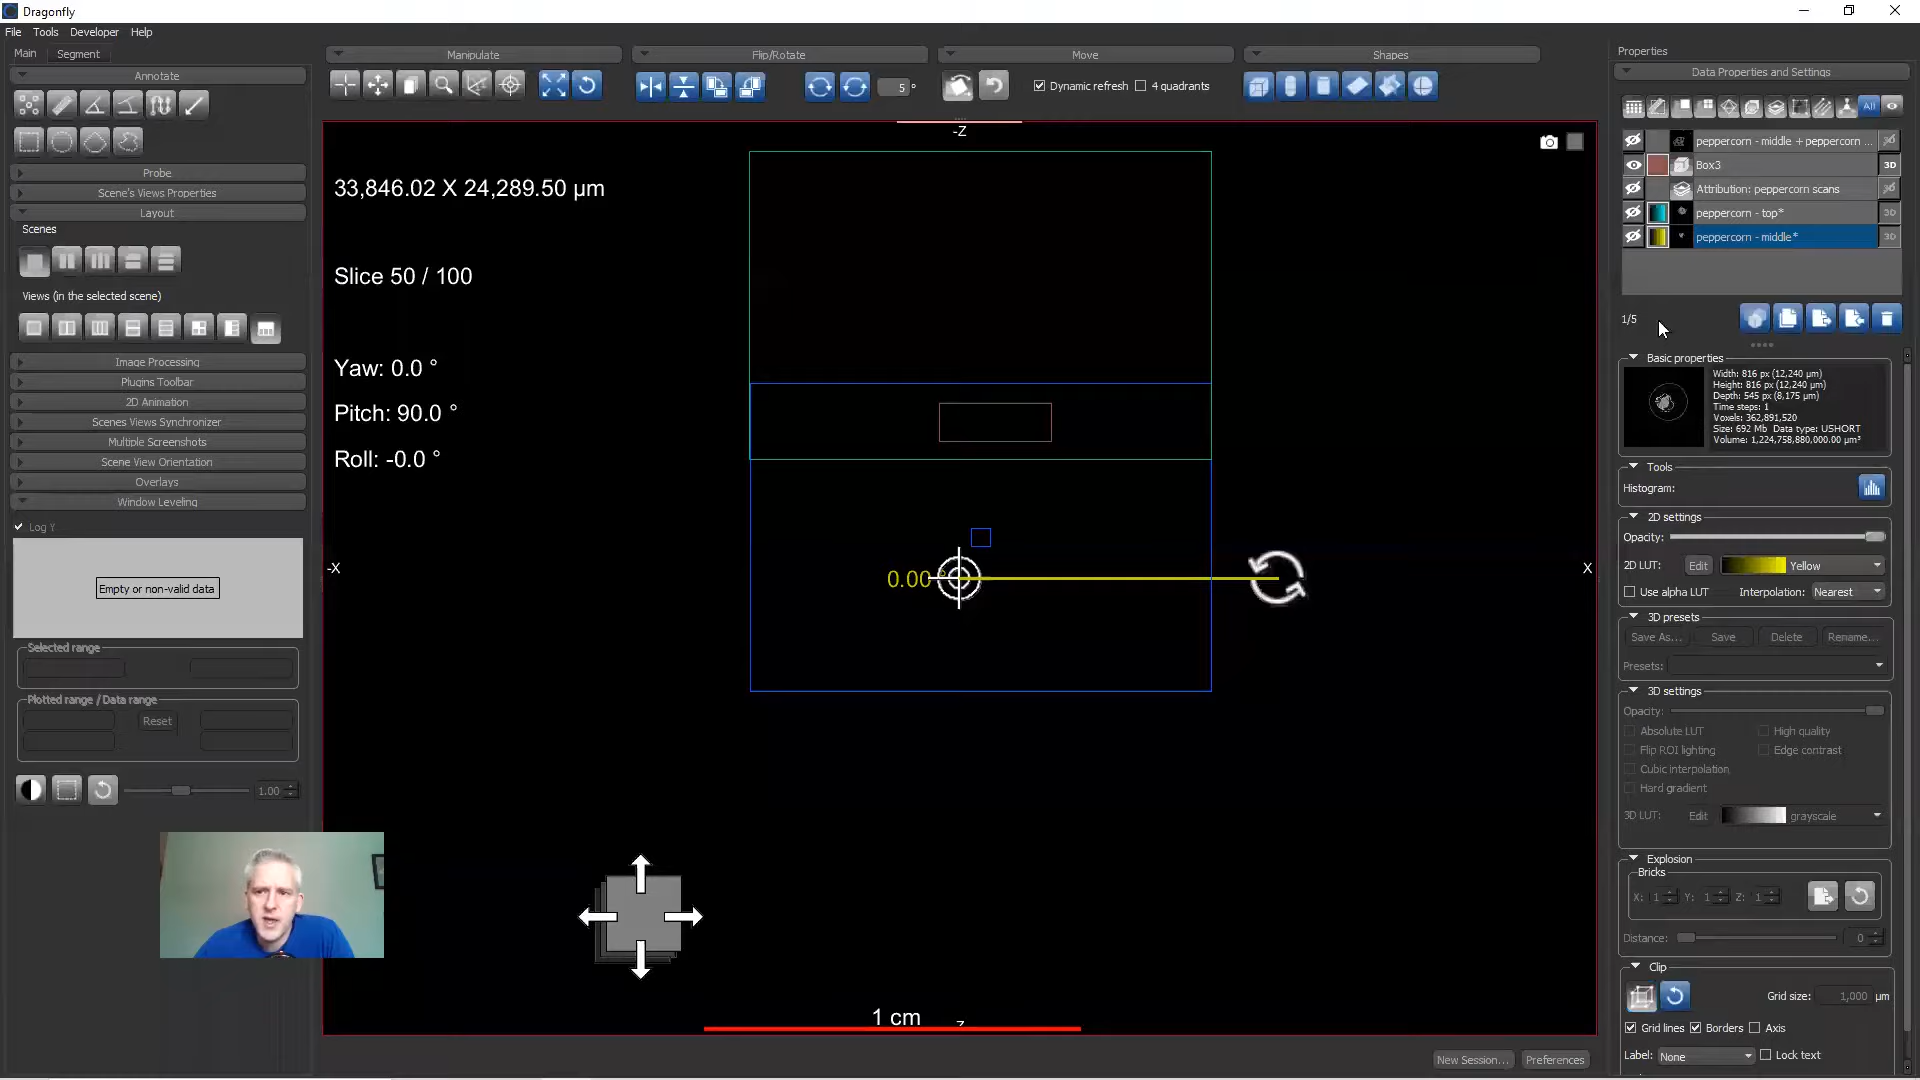 Dragonfly
File Tools Developer Help
Main Segment
Annotate
Probe
Scene's Views Properties
Layout
Scenes
Views (in the selected scene)
Image Processing
Plugins Toolbar
2D Animation
Scenes Views Synchronizer
Multiple Screenshots
Scene View Orientation
Overlays
Window Leveling
Log Y
Empty or non-valid data
Selected range
Plotted range / Data range
Reset
1.00
Manipulate
Flip/Rotate
5 °
Move
Dynamic refresh
4 quadrants
Shapes
-Z
33,846.02 X 24,289.50 µm
Slice 50 / 100
Yaw: 0.0 °
Pitch: 90.0 °
Roll: -0.0 °
-X
0.00 °
X
1 cm
Z
New Session...
Preferences
Properties
Data Properties and Settings
All
peppercorn - middle + peppercorn ...
Box3 3D
Attribution: peppercorn scans
peppercorn - top* 3D
peppercorn - middle* 3D
1/5
Basic properties
Width: 816 px (12,240 µm)
Height: 816 px (12,240 µm)
Depth: 545 px (8,175 µm)
Time steps: 1
Voxels: 362,891,520
Size: 692 Mb Data type: USHORT
Volume: 1,224,758,880,000.00 µm³
Tools
Histogram:
2D settings
Opacity:
2D LUT: Edit Yellow
Use alpha LUT Interpolation: Nearest
3D presets
Save As... Save Delete Rename...
Presets:
3D settings
Opacity:
Absolute LUT High quality
Flip ROI lighting Edge contrast
Cubic interpolation
Hard gradient
3D LUT: Edit grayscale
Explosion
Bricks
X: 1 Y: 1 Z: 1
Distance: 0
Clip
Grid size: 1,000 µm
Grid lines Borders Axis
Label: None Lock text